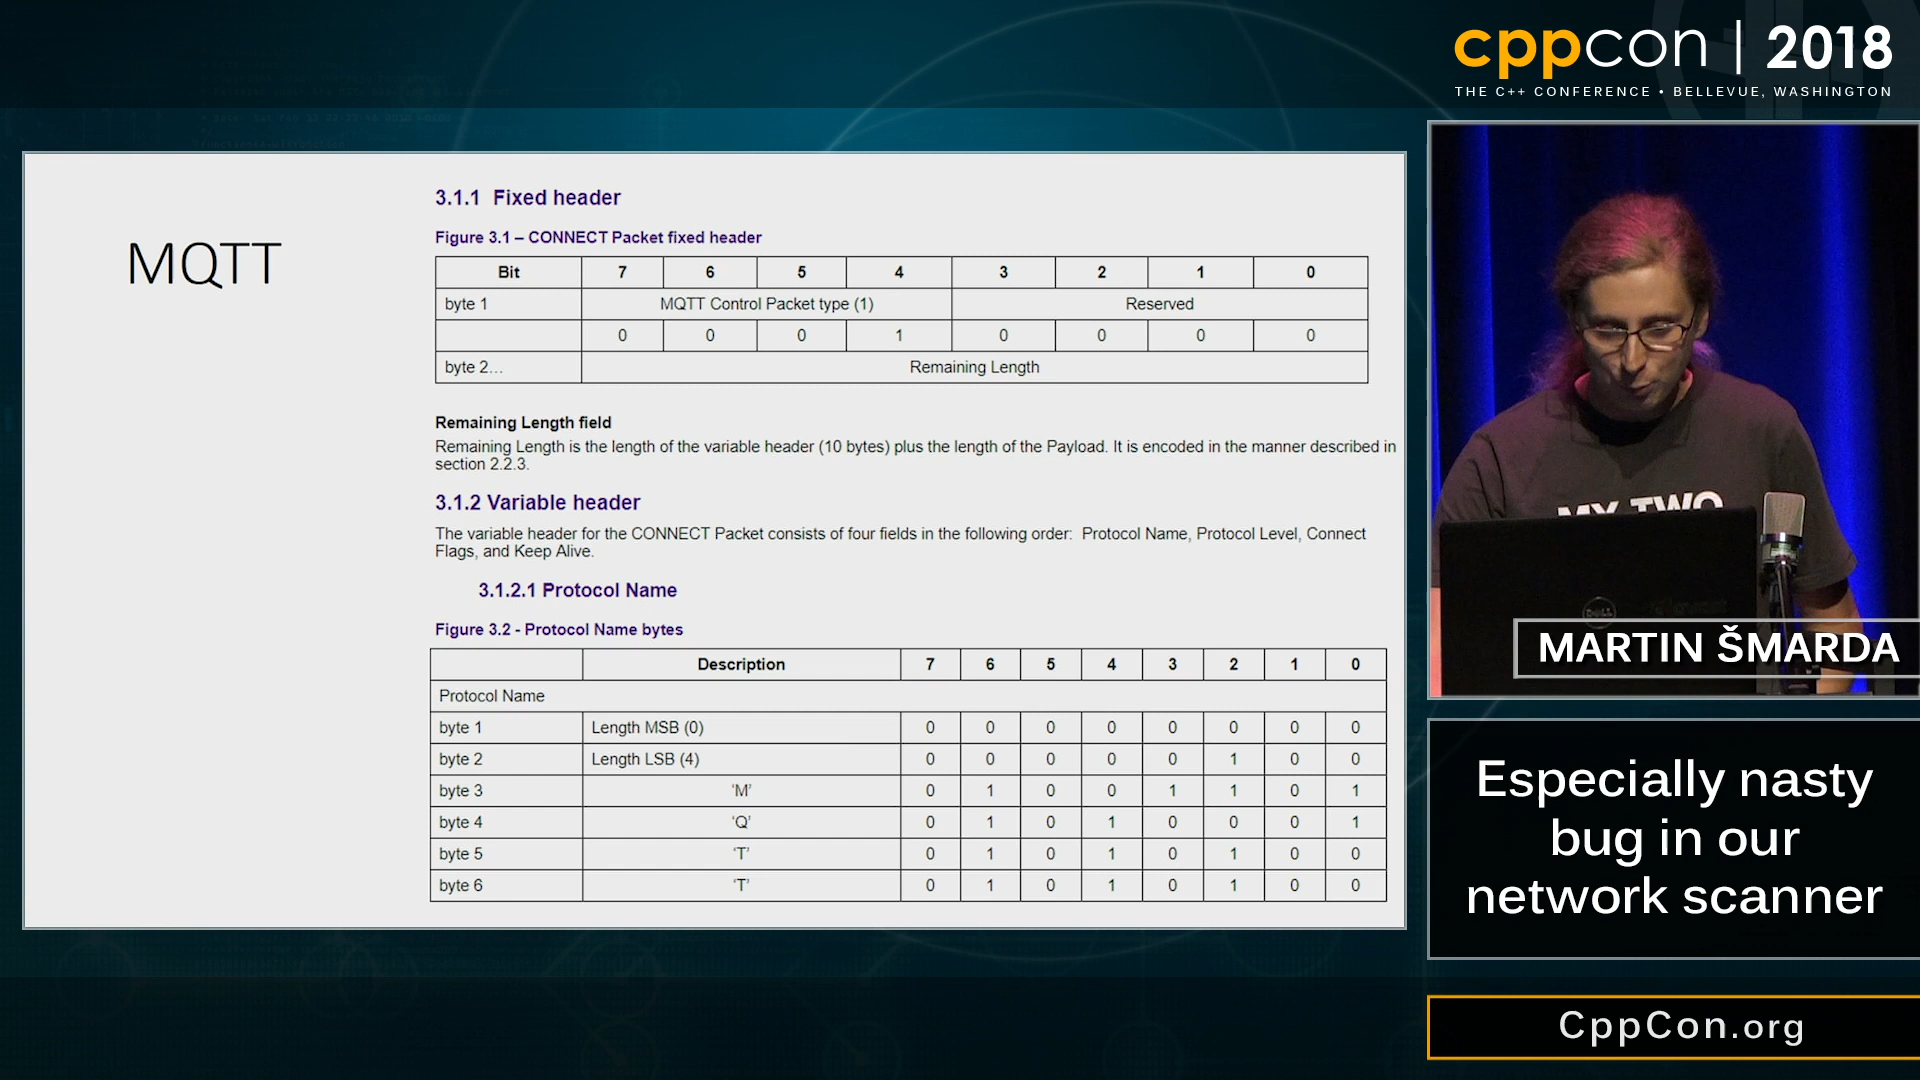 cppcon | 2018
THE C++ CONFERENCE • BELLEVUE, WASHINGTON
MQTT
3.1.1 Fixed header
Figure 3.1 – CONNECT Packet fixed header
Bit 7 6 5 4 3 2 1 0
byte 1 MQTT Control Packet type (1) Reserved
0 0 0 1 0 0 0 0
byte 2... Remaining Length
Remaining Length field
Remaining Length is the length of the variable header (10 bytes) plus the length of the Payload. It is encoded in the manner described in
section 2.2.3.
3.1.2 Variable header
The variable header for the CONNECT Packet consists of four fields in the following order: Protocol Name, Protocol Level, Connect
Flags, and Keep Alive.
3.1.2.1 Protocol Name
Figure 3.2 - Protocol Name bytes
Description 7 6 5 4 3 2 1 0
Protocol Name
byte 1 Length MSB (0) 0 0 0 0 0 0 0 0
byte 2 Length LSB (4) 0 0 0 0 0 1 0 0
byte 3 ‘M’ 0 1 0 0 1 1 0 1
byte 4 ‘Q’ 0 1 0 1 0 0 0 1
byte 5 ‘T’ 0 1 0 1 0 1 0 0
byte 6 ‘T’ 0 1 0 1 0 1 0 0
MY TWO
DELL
MARTIN ŠMARDA
Especially nasty
bug in our
network scanner
CppCon.org